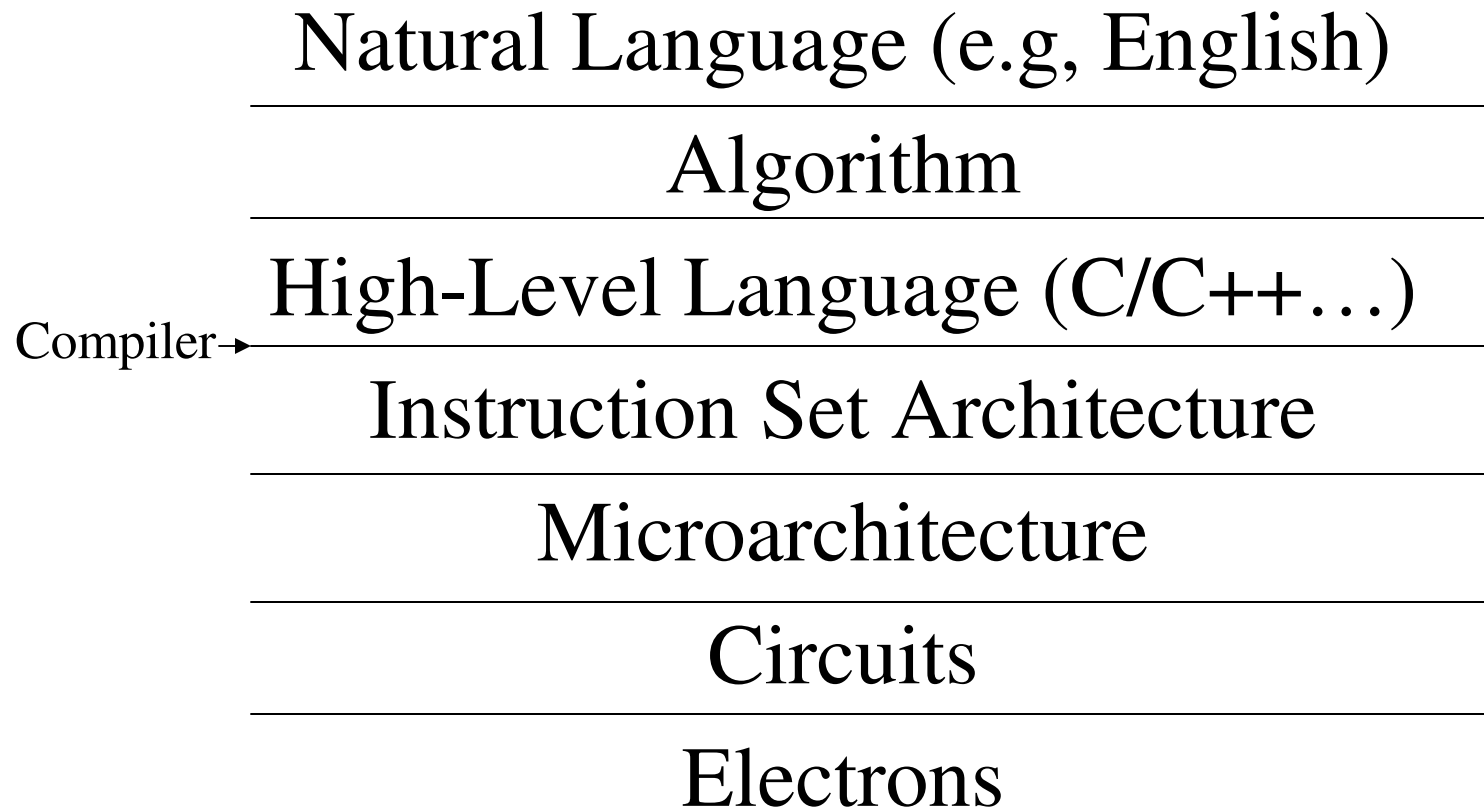 Natural Language (e.g, English)
Algorithm
High-Level Language (C/C++…)
Compiler
Instruction Set Architecture
Microarchitecture
Circuits
Electrons